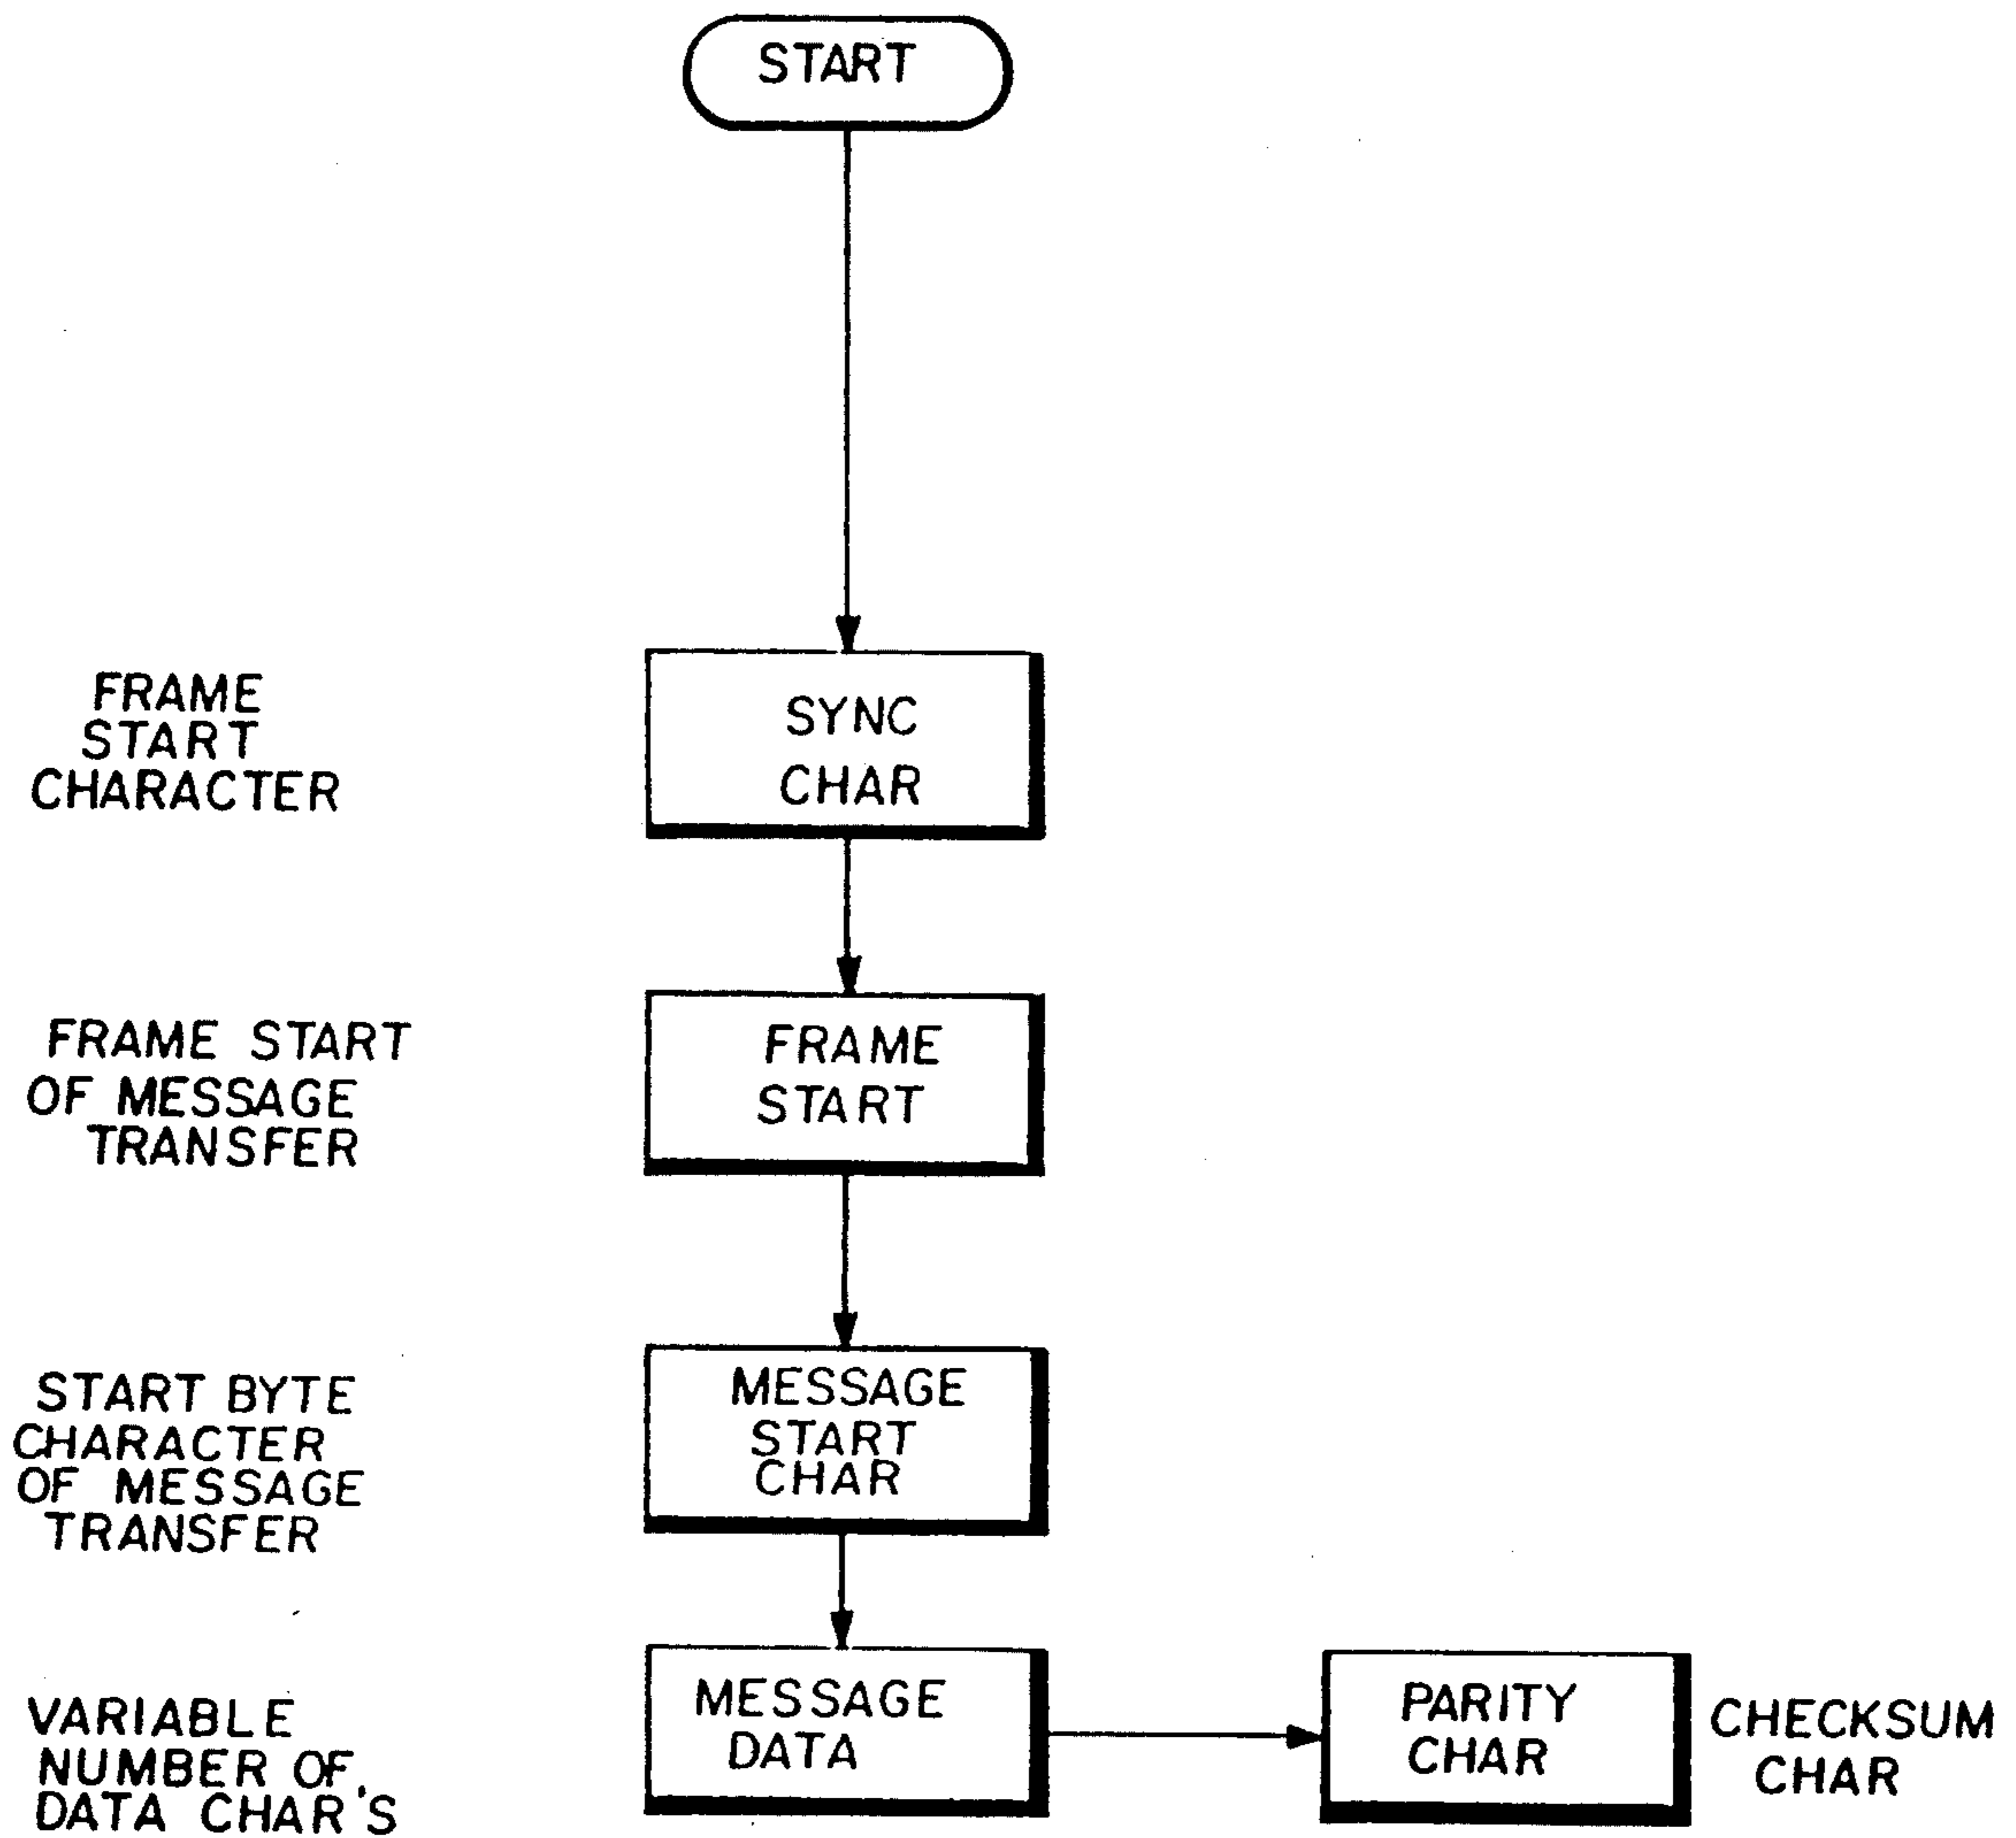 START
FRAME
START
CHARACTER
SYNC
CHAR
FRAME START
OF MESSAGE
TRANSFER
FRAME
START
START BYTE
CHARACTER
OF MESSAGE
TRANSFER
MESSAGE
START
CHAR
VARIABLE
NUMBER OF
DATA CHAR'S
MESSAGE
DATA
PARITY
CHAR
CHECKSUM
CHAR